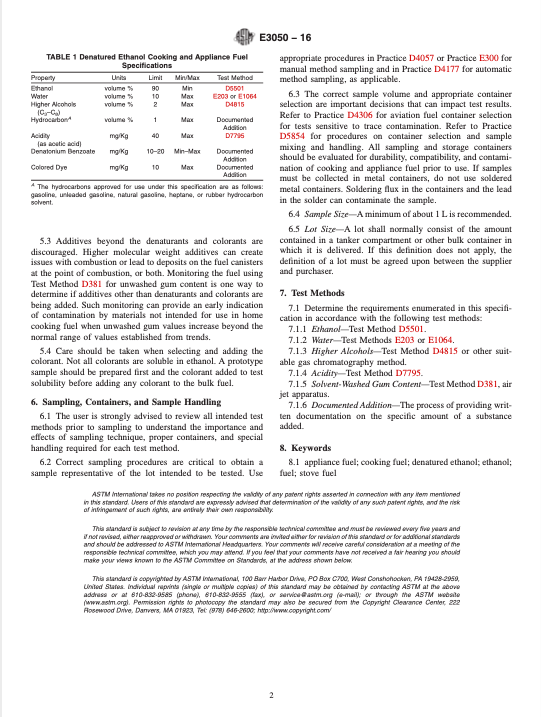 E3050 – 16
TABLE 1 Denatured Ethanol Cooking and Appliance Fuel
Specifications
Property Units Limit Min/Max Test Method
Ethanol volume % 90 Min D5501
Water volume % 10 Max E203 or E1064
Higher Alcohols volume % 2 Max D4815
(C3–C8)
HydrocarbonA volume % 1 Max Documented
Addition
Acidity mg/Kg 40 Max D7795
(as acetic acid)
Denatonium Benzoate mg/Kg 10–20 Min–Max Documented
Addition
Colored Dye mg/Kg 10 Max Documented
Addition
A The hydrocarbons approved for use under this specification are as follows:
gasoline, unleaded gasoline, natural gasoline, heptane, or rubber hydrocarbon
solvent.
5.3 Additives beyond the denaturants and colorants are
discouraged. Higher molecular weight additives can create
issues with combustion or lead to deposits on the fuel canisters
at the point of combustion, or both. Monitoring the fuel using
Test Method D381 for unwashed gum content is one way to
determine if additives other than denaturants and colorants are
being added. Such monitoring can provide an early indication
of contamination by materials not intended for use in home
cooking fuel when unwashed gum values increase beyond the
normal range of values established from trends.
5.4 Care should be taken when selecting and adding the
colorant. Not all colorants are soluble in ethanol. A prototype
sample should be prepared first and the colorant added to test
solubility before adding any colorant to the bulk fuel.
6. Sampling, Containers, and Sample Handling
6.1 The user is strongly advised to review all intended test
methods prior to sampling to understand the importance and
effects of sampling technique, proper containers, and special
handling required for each test method.
6.2 Correct sampling procedures are critical to obtain a
sample representative of the lot intended to be tested. Use
appropriate procedures in Practice D4057 or Practice E300 for
manual method sampling and in Practice D4177 for automatic
method sampling, as applicable.
6.3 The correct sample volume and appropriate container
selection are important decisions that can impact test results.
Refer to Practice D4306 for aviation fuel container selection
for tests sensitive to trace contamination. Refer to Practice
D5854 for procedures on container selection and sample
mixing and handling. All sampling and storage containers
should be evaluated for durability, compatibility, and contami-
nation of cooking and appliance fuel prior to use. If samples
must be collected in metal containers, do not use soldered
metal containers. Soldering flux in the containers and the lead
in the solder can contaminate the sample.
6.4 Sample Size—A minimum of about 1 L is recommended.
6.5 Lot Size—A lot shall normally consist of the amount
contained in a tanker compartment or other bulk container in
which it is delivered. If this definition does not apply, the
definition of a lot must be agreed upon between the supplier
and purchaser.
7. Test Methods
7.1 Determine the requirements enumerated in this specifi-
cation in accordance with the following test methods:
7.1.1 Ethanol—Test Method D5501.
7.1.2 Water—Test Methods E203 or E1064.
7.1.3 Higher Alcohols—Test Method D4815 or other suit-
able gas chromatography method.
7.1.4 Acidity—Test Method D7795.
7.1.5 Solvent-Washed Gum Content—Test Method D381, air
jet apparatus.
7.1.6 Documented Addition—The process of providing writ-
ten documentation on the specific amount of a substance
added.
8. Keywords
8.1 appliance fuel; cooking fuel; denatured ethanol; ethanol;
fuel; stove fuel
ASTM International takes no position respecting the validity of any patent rights asserted in connection with any item mentioned
in this standard. Users of this standard are expressly advised that determination of the validity of any such patent rights, and the risk
of infringement of such rights, are entirely their own responsibility.
This standard is subject to revision at any time by the responsible technical committee and must be reviewed every five years and
if not revised, either reapproved or withdrawn. Your comments are invited either for revision of this standard or for additional standards
and should be addressed to ASTM International Headquarters. Your comments will receive careful consideration at a meeting of the
responsible technical committee, which you may attend. If you feel that your comments have not received a fair hearing you should
make your views known to the ASTM Committee on Standards, at the address shown below.
This standard is copyrighted by ASTM International, 100 Barr Harbor Drive, PO Box C700, West Conshohocken, PA 19428-2959,
United States. Individual reprints (single or multiple copies) of this standard may be obtained by contacting ASTM at the above
address or at 610-832-9585 (phone), 610-832-9555 (fax), or service@astm.org (e-mail); or through the ASTM website
(www.astm.org). Permission rights to photocopy the standard may also be secured from the Copyright Clearance Center, 222
Rosewood Drive, Danvers, MA 01923, Tel: (978) 646-2600; http://www.copyright.com/
2